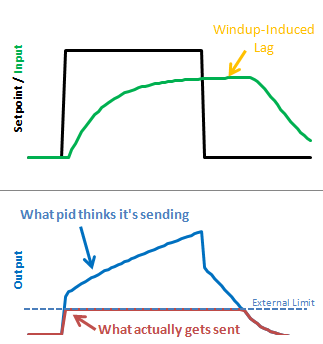 Windup-Induced
Lag
Setpoint / Input
What pid thinks it's sending
Output
External Limit
What actually gets sent